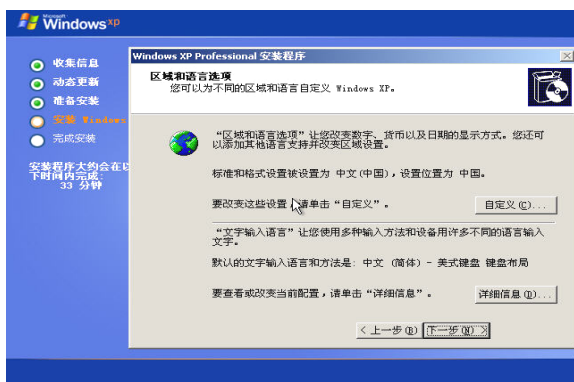 Microsoft
Windows xp
收集信息
动态更新
准备安装
安装 Windows
完成安装
安装程序大约会在以
下时间内完成:
33 分钟
Windows XP Professional 安装程序
区域和语言选项
您可以为不同的区域和语言自定义 Windows XP。
“区域和语言选项”让您改变数字、货币以及日期的显示方式。您还可
以添加其他语言支持并改变区域设置。
标准和格式设置被设置为 中文(中国)，设置位置为 中国。
要改变这些设置，请单击“自定义”。
自定义(C)...
“文字输入语言”让您使用多种输入方法和设备用许多不同的语言输入
文字。
默认的文字输入语言和方法是: 中文 (简体) - 美式键盘 键盘布局
要查看或改变当前配置，请单击“详细信息”。
详细信息(D)...
< 上一步(B)
下一步(N) >